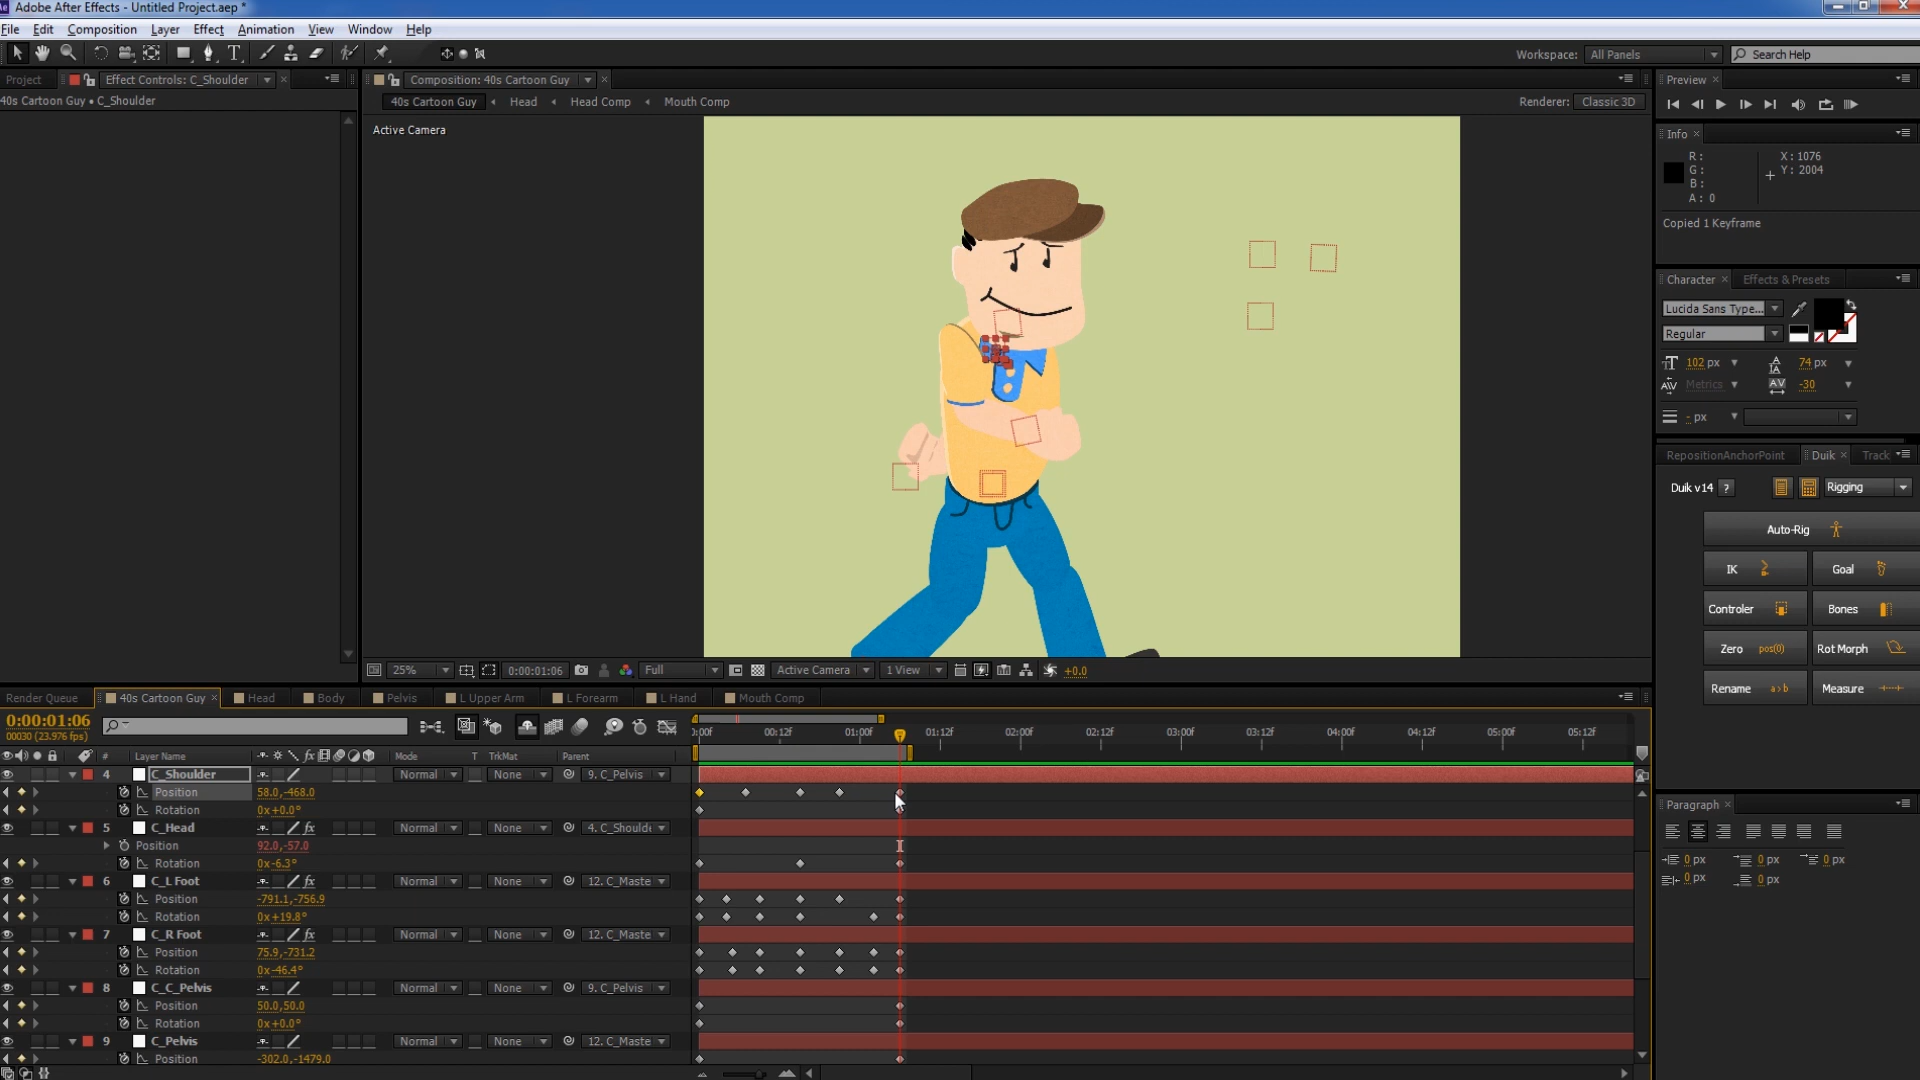 Adobe After Effects - Untitled Project.aep *
File Edit Composition Layer Effect Animation View Window Help
Workspace: All Panels Search Help
Project Effect Controls: C_Shoulder Composition: 40s Cartoon Guy Preview
40s Cartoon Guy • C_Shoulder
40s Cartoon Guy Head Head Comp Mouth Comp Renderer: Classic 3D
Active Camera
Info
R: X: 1076
G: Y: 2004
B:
A: 0
Copied 1 Keyframe
Character Effects & Presets
Lucida Sans Type...
Regular
102 px 74 px
Metrics -30
- px
RepositionAnchorPoint Duik Track
Duik v14 ? Rigging
Auto-Rig
IK Goal
Controler Bones
Zero pos(0) Rot Morph
Rename a>b Measure
25% 0:00:01:06 Full Active Camera 1 View +0.0
Render Queue 40s Cartoon Guy Head Body Pelvis L Upper Arm L Forearm L Hand Mouth Comp
0:00:01:06
00030 (23.976 fps)
):00f 00:12f 01:00f 01:12f 02:00f 02:12f 03:00f 03:12f 04:00f 04:12f 05:00f 05:12f
# Layer Name fx Mode T TrkMat Parent
4 C_Shoulder Normal None 9. C_Pelvis
Position 58.0,-468.0
Rotation 0x+0.0°
5 C_Head fx Normal None 4. C_Should
Position 92.0,-57.0
Rotation 0x-6.3°
6 C_L Foot fx Normal None 12. C_Maste
Position -791.1,-756.9
Rotation 0x+19.8°
7 C_R Foot fx Normal None 12. C_Maste
Position 75.9,-731.2
Rotation 0x-46.4°
8 C_C_Pelvis Normal None 9. C_Pelvis
Position 50.0,50.0
Rotation 0x+0.0°
9 C_Pelvis Normal None 12. C_Maste
Position -302.0,-1479.0
Paragraph
0 px 0 px 0 px
0 px 0 px